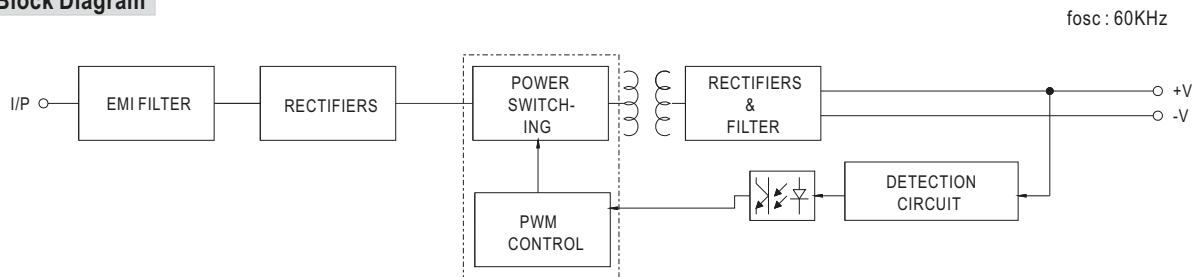 Block Diagram
fosc : 60KHz
I/P
EMI FILTER
RECTIFIERS
POWER
SWITCH-
ING
RECTIFIERS
&
FILTER
+V
-V
DETECTION
CIRCUIT
PWM
CONTROL